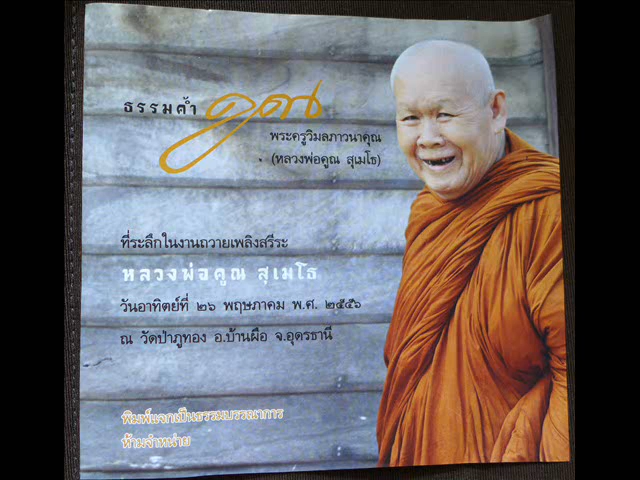 ธรรมค้ำ คูณ
พระครูวิมลภาวนาคุณ
(หลวงพ่อคูณ สุเมโธ)
ที่ระลึกในงานถวายเพลิงสรีระ
หลวงพ่อคูณ สุเมโธ
วันอาทิตย์ที่ ๒๖ พฤษภาคม พ.ศ. ๒๕๕๖
ณ วัดป่าภูทอง อ.บ้านผือ จ.อุดรธานี
พิมพ์แจกเป็นธรรมบรรณาการ
ห้ามจำหน่าย